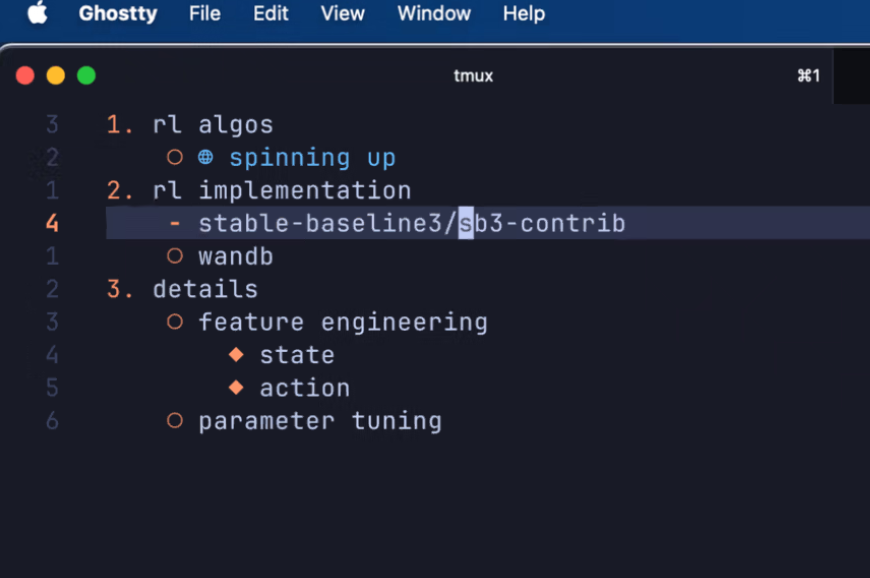 Ghostty File Edit View Window Help
tmux ⌘1
3 1. rl algos
2 ○ spinning up
1 2. rl implementation
4 - stable-baseline3/sb3-contrib
1 ○ wandb
2 3. details
3 ○ feature engineering
4 ◆ state
5 ◆ action
6 ○ parameter tuning